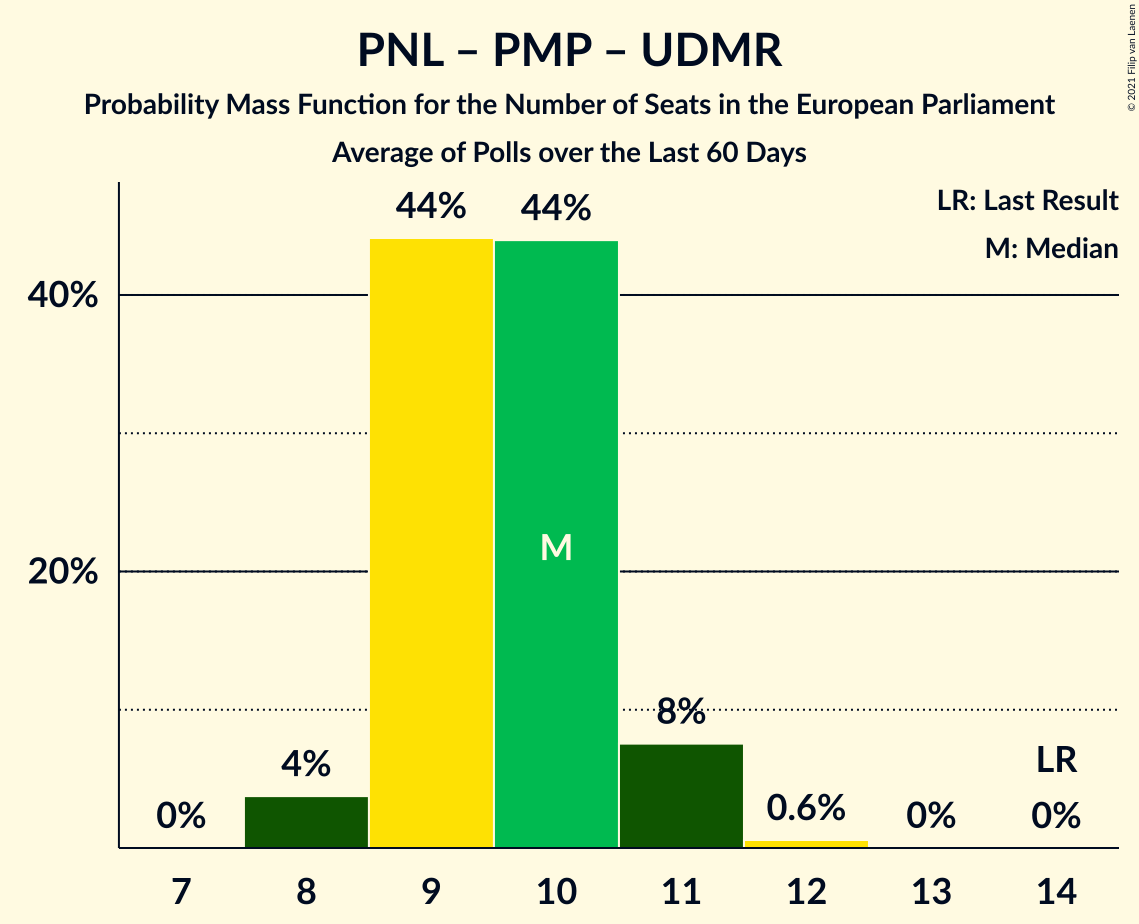 PNL – PMP – UDMR
Probability Mass Function for the Number of Seats in the European Parliament
Average of Polls over the Last 60 Days
© 2021 Filip van Laenen
LR: Last Result
M: Median
44%
44%
40%
M
20%
8%
4%
LR
0%
0.6%
0%
0%
7
8
9
10
11
12
13
14